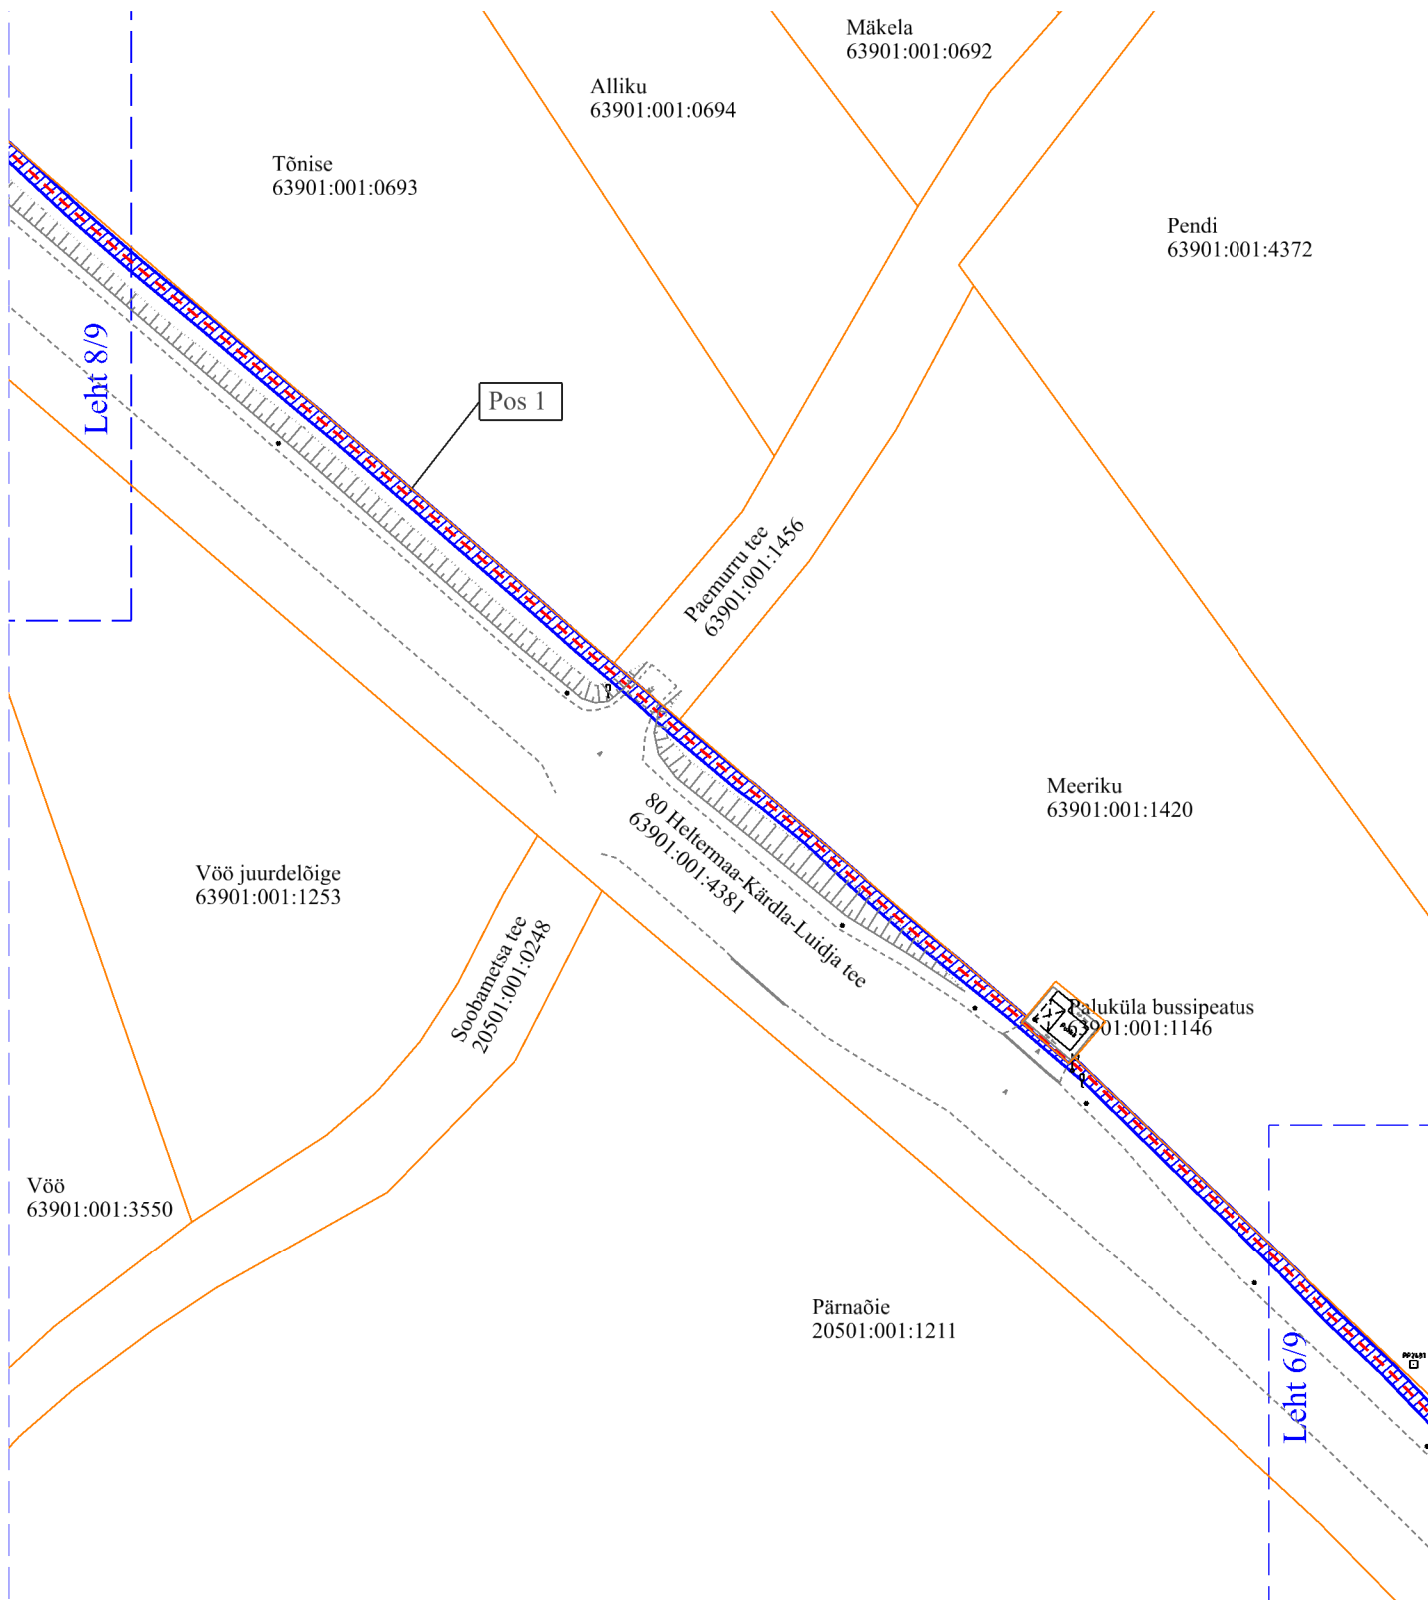 Mäkela
63901:001:0692
Alliku
63901:001:0694
Tõnise
63901:001:0693
Pendi
63901:001:4372
Leht 8/9
Pos 1
Paemurru tee
63901:001:1456
Meeriku
63901:001:1420
80 Heltermaa-Kärdla-Luidja tee
63901:001:4381
Vöö juurdelõige
63901:001:1253
Soobametsa tee
20501:001:0248
Paluküla bussipeatus
63901:001:1146
Vöö
63901:001:3550
Pärnaõie
20501:001:1211
Leht 6/9